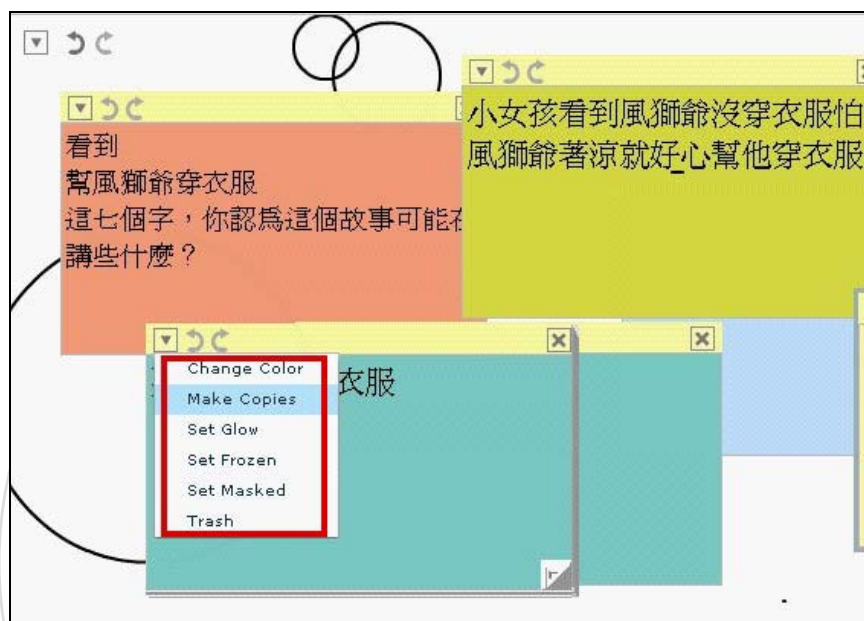 看到
幫風獅爺穿衣服
這七個字，你認為這個故事可能在
講些什麼？
小女孩看到風獅爺沒穿衣服怕
風獅爺著涼就好心幫他穿衣服
衣服
Change Color
Make Copies
Set Glow
Set Frozen
Set Masked
Trash